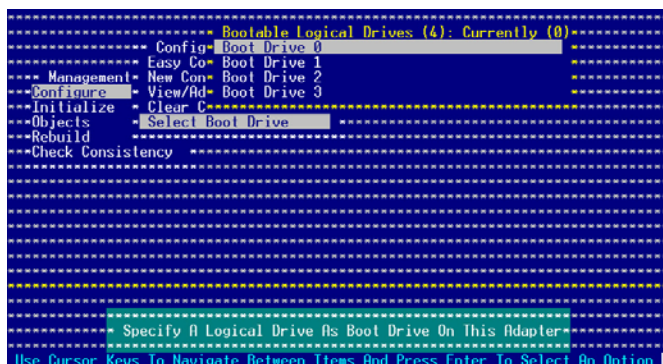 Bootable Logical Drives (4): Currently (0)
Config Boot Drive 0
Easy Co Boot Drive 1
Management New Con Boot Drive 2
Configure View/Ad Boot Drive 3
Initialize Clear C
Objects Select Boot Drive
Rebuild
Check Consistency
Specify A Logical Drive As Boot Drive On This Adapter
Use Cursor Keys To Navigate Between Items And Press Enter To Select An Option